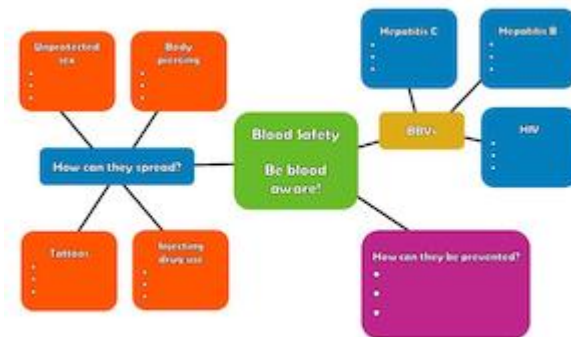 Unprotected
sex
Body
piercing
Hepatitis C
Hepatitis B
Blood Safety
Be blood
aware!
BBVs
HIV
How can they spread?
Tattoos
Injecting
drug use
How can they be prevented?